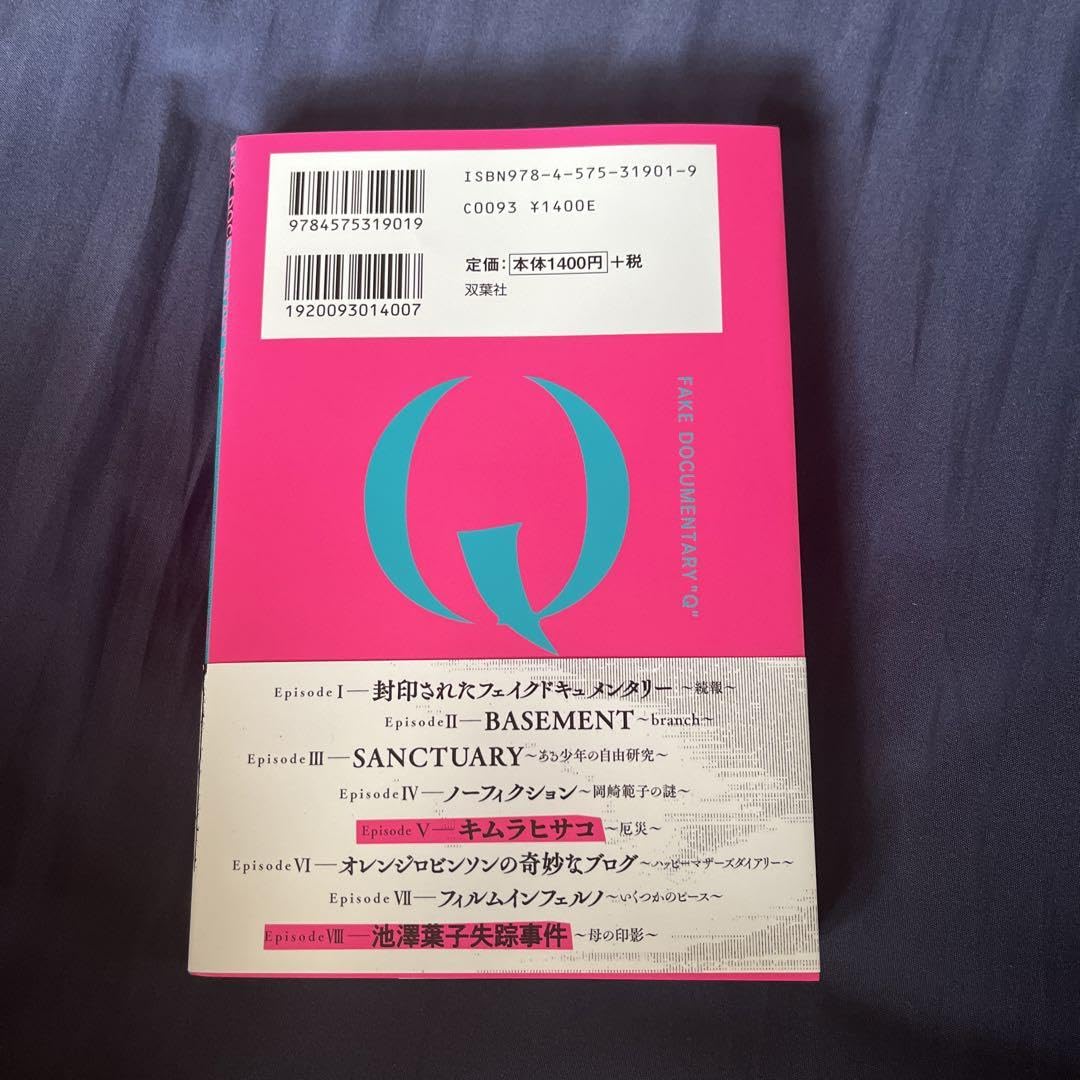 ISBN978-4-575-31901-9
C0093 ¥1400E
9784575319019
定価：本体1400円＋税
双葉社
1920093014007
FAKE DOCUMENTARY "Q"
Q
Episode Ⅰ―封印されたフェイクドキュメンタリー ～続報～
Episode Ⅱ―BASEMENT～branch～
Episode Ⅲ―SANCTUARY～ある少年の自由研究～
Episode Ⅳ―ノーフィクション～岡崎範子の謎～
Episode Ⅴ―キムラヒサコ ～厄災～
Episode Ⅵ―オレンジロビンソンの奇妙なブログ～ハッピーマザーズダイアリー～
Episode Ⅶ―フィルムインフェルノ～いくつかのピース～
Episode Ⅷ―池澤葉子失踪事件 ～母の印影～